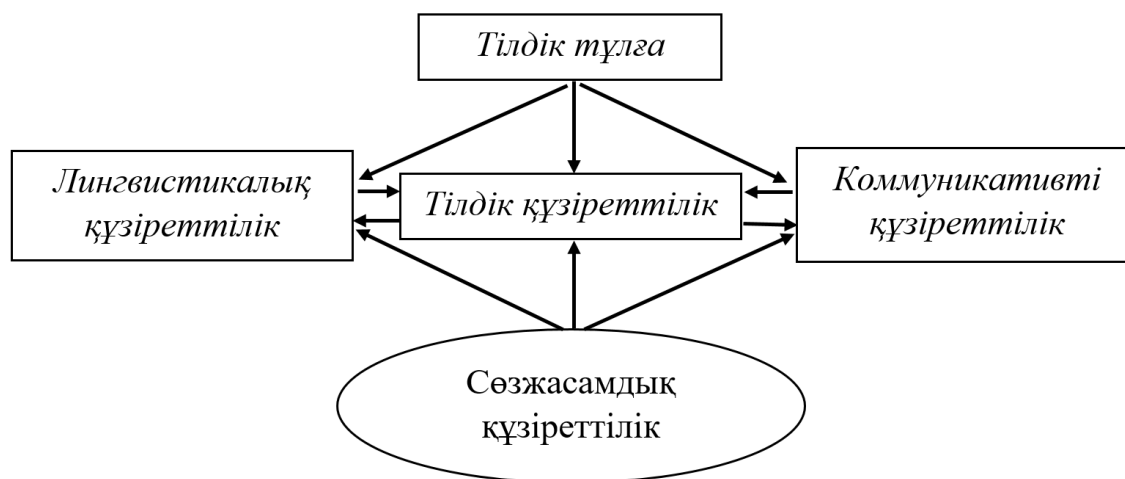 Тілдік тұлға
Лингвистикалық
құзіреттілік
Тілдік құзіреттілік
Коммуникативті
құзіреттілік
Сөзжасамдық
құзіреттілік